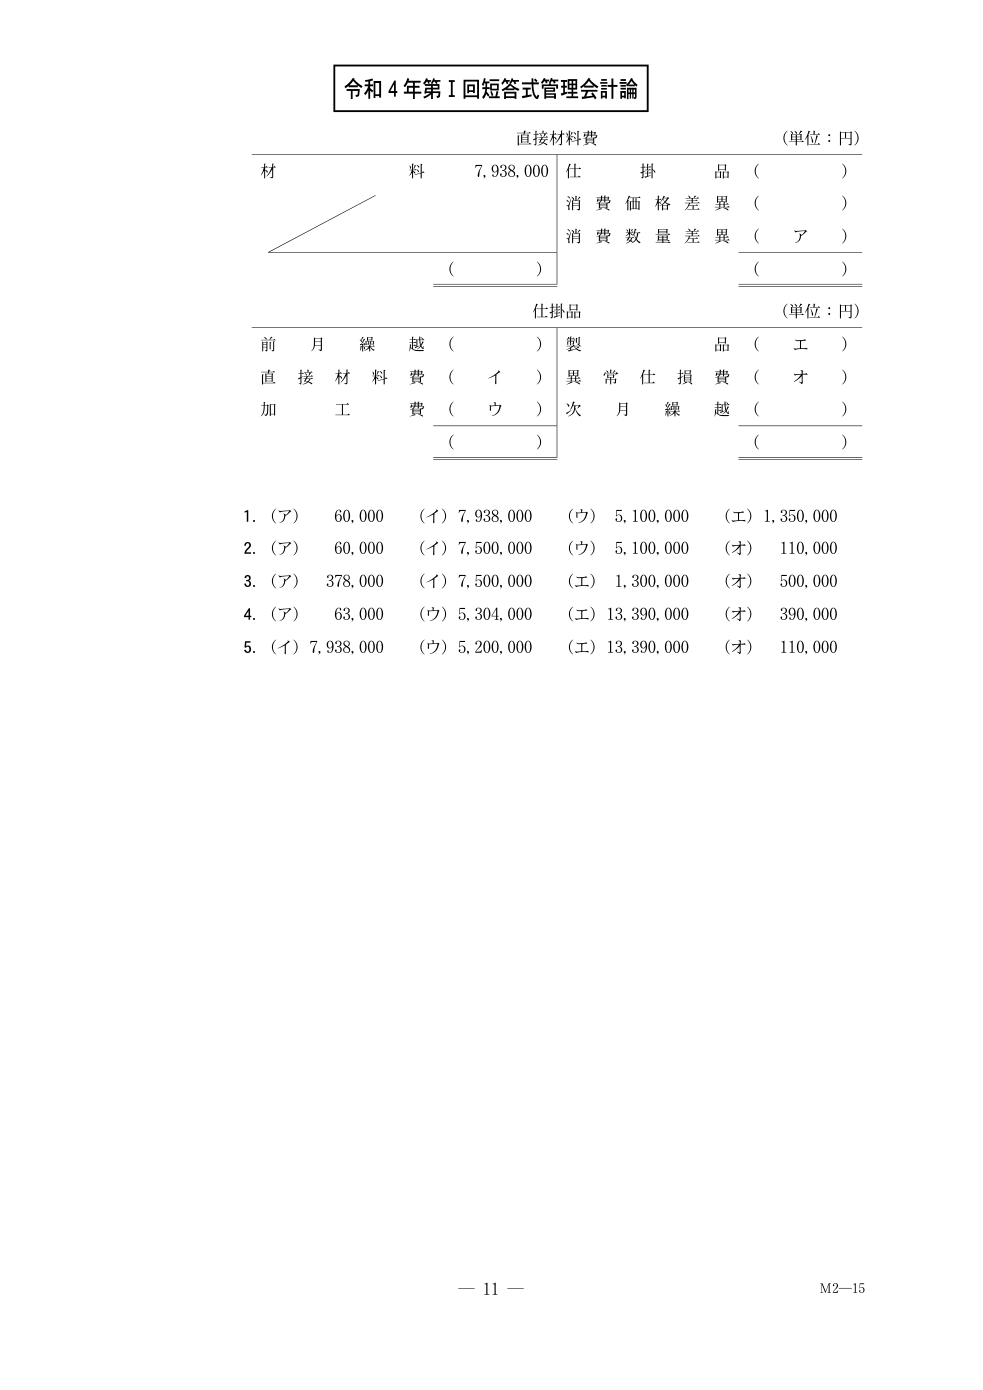 令和4年第Ⅰ回短答式管理会計論
直接材料費 (単位：円)
材料 7,938,000 仕掛品 ( )
消費価格差異 ( )
消費数量差異 ( ア )
( ) ( )
仕掛品 (単位：円)
前月繰越 ( ) 製品 ( エ )
直接材料費 ( イ ) 異常仕損費 ( オ )
加工費 ( ウ ) 次月繰越 ( )
( ) ( )
1. (ア) 60,000 (イ) 7,938,000 (ウ) 5,100,000 (エ) 1,350,000
2. (ア) 60,000 (イ) 7,500,000 (ウ) 5,100,000 (オ) 110,000
3. (ア) 378,000 (イ) 7,500,000 (エ) 1,300,000 (オ) 500,000
4. (ア) 63,000 (ウ) 5,304,000 (エ) 13,390,000 (オ) 390,000
5. (イ) 7,938,000 (ウ) 5,200,000 (エ) 13,390,000 (オ) 110,000
— 11 —
M2—15